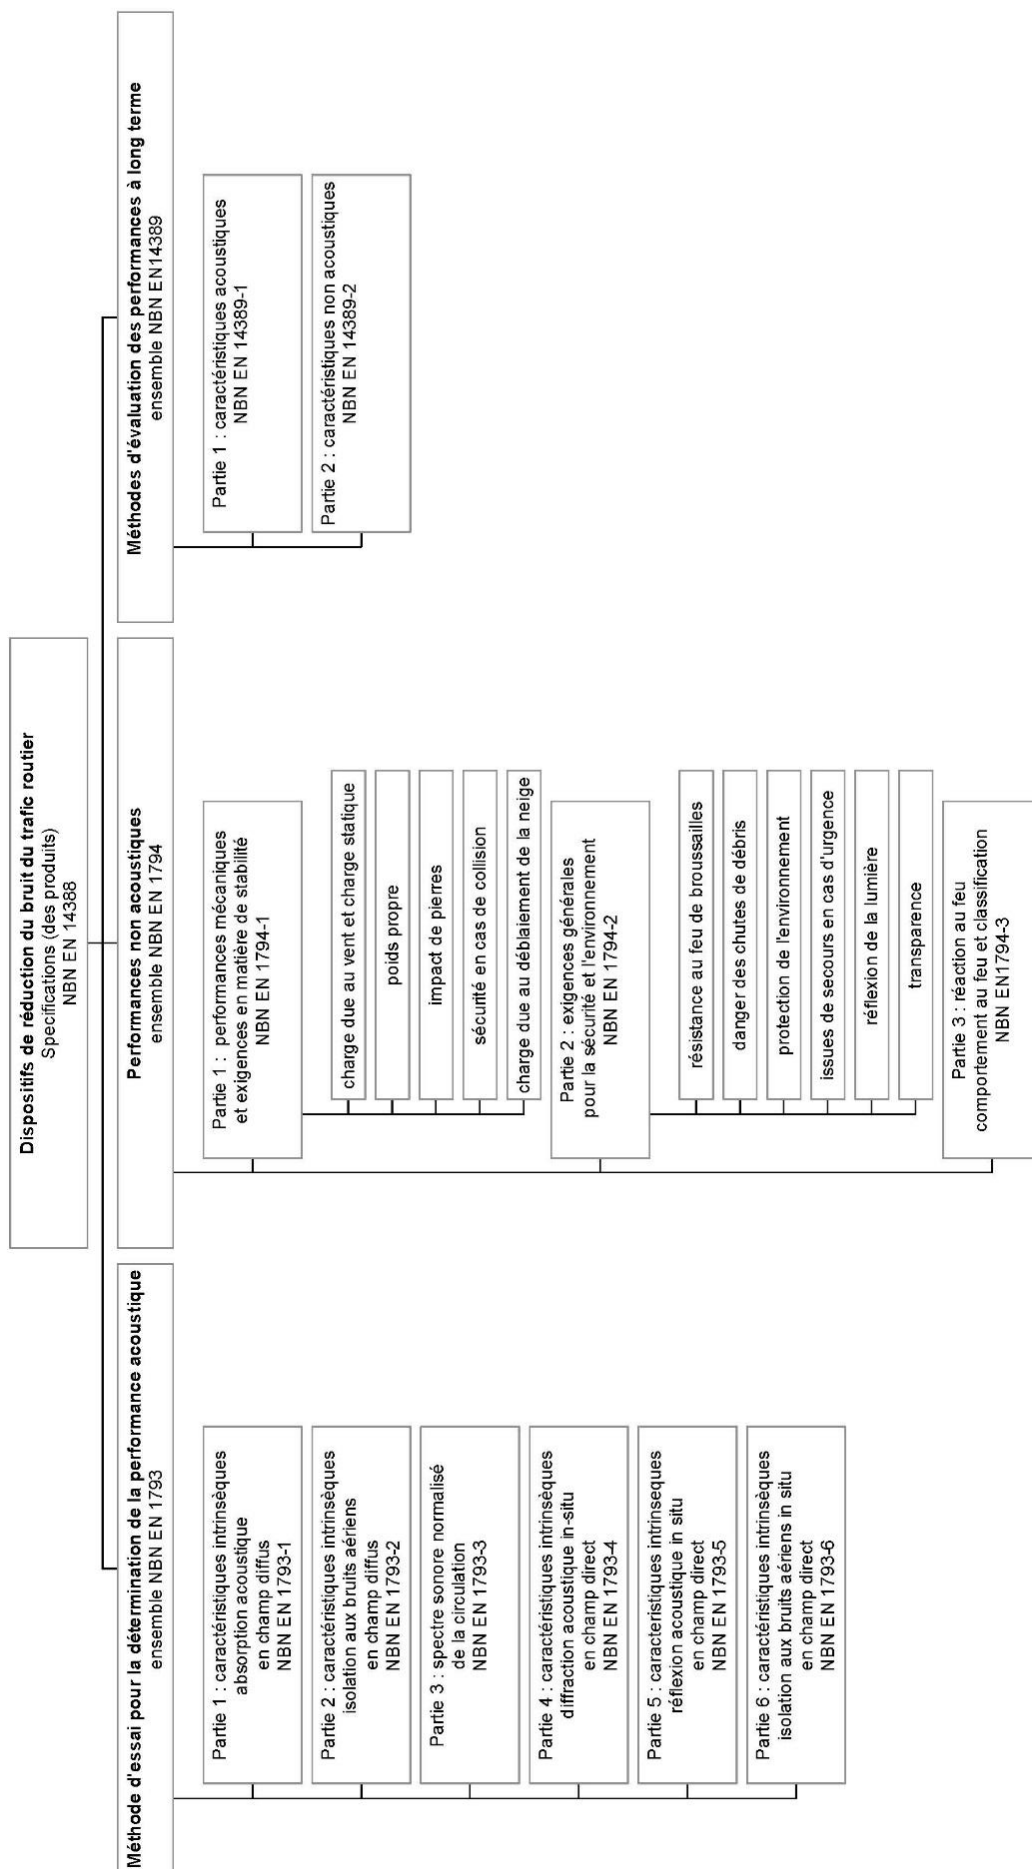 Dispositifs de réduction du bruit du trafic routier
Specifications (des produits)
NBN EN 14388
Méthode d'essai pour la détermination de la performance acoustique
ensemble NBN EN 1793
Partie 1 : caractéristiques intrinsèques
absorption acoustique
en champ diffus
NBN EN 1793-1
Partie 2 : caractéristiques intrinsèques
isolation aux bruits aériens
en champ diffus
NBN EN 1793-2
Partie 3 : spectre sonore normalisé
de la circulation
NBN EN 1793-3
Partie 4 : caractéristiques intrinsèques
diffraction acoustique in-situ
en champ direct
NBN EN 1793-4
Partie 5 : caracteristiques intrinseques
réflexion acoustique in situ
en champ direct
NBN EN 1793-5
Partie 6 : caractéristiques intrinsèques
isolation aux bruits aériens in situ
en champ direct
NBN EN 1793-6
Performances non acoustiques
ensemble NBN EN 1794
Partie 1 : performances mécaniques
et exigences en matière de stabilité
NBN EN 1794-1
charge due au vent et charge statique
poids propre
impact de pierres
sécurité en cas de collision
charge due au déblaiement de la neige
Partie 2 : exigences générales
pour la sécurité et l'environnement
NBN EN 1794-2
résistance au feu de broussailles
danger des chutes de débris
protection de l'environnement
issues de secours en cas d'urgence
réflexion de la lumière
transparence
Partie 3 : réaction au feu
comportement au feu et classification
NBN EN1794-3
Méthodes d'évaluation des performances à long terme
ensemble NBN EN14389
Partie 1 : caractéristiques acoustiques
NBN EN 14389-1
Partie 2 : caractéristiques non acoustiques
NBN EN 14389-2